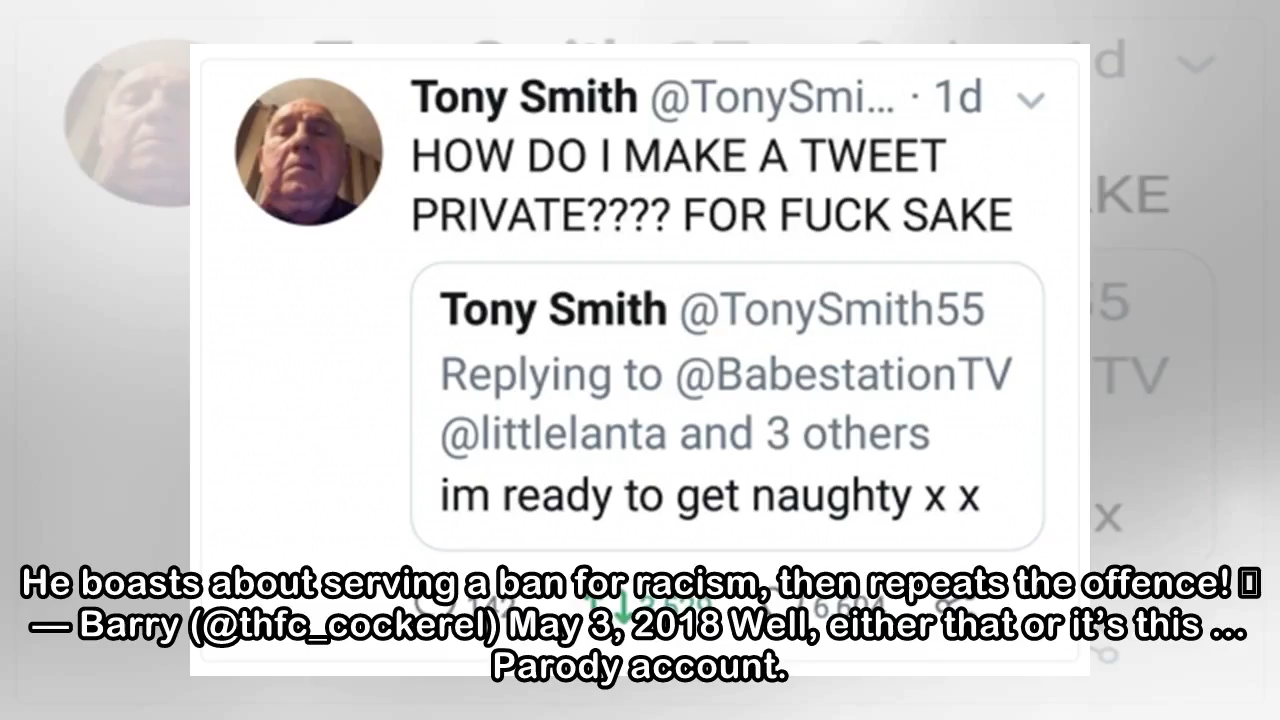 Tony Smith @TonySmi... · 1d
HOW DO I MAKE A TWEET
PRIVATE???? FOR FUCK SAKE
Tony Smith @TonySmith55
Replying to @BabestationTV
@littlelanta and 3 others
im ready to get naughty x x
He boasts about serving a ban for racism, then repeats the offence!
— Barry (@thfc_cockerel) May 3, 2018 Well, either that or it’s this …
Parody account.